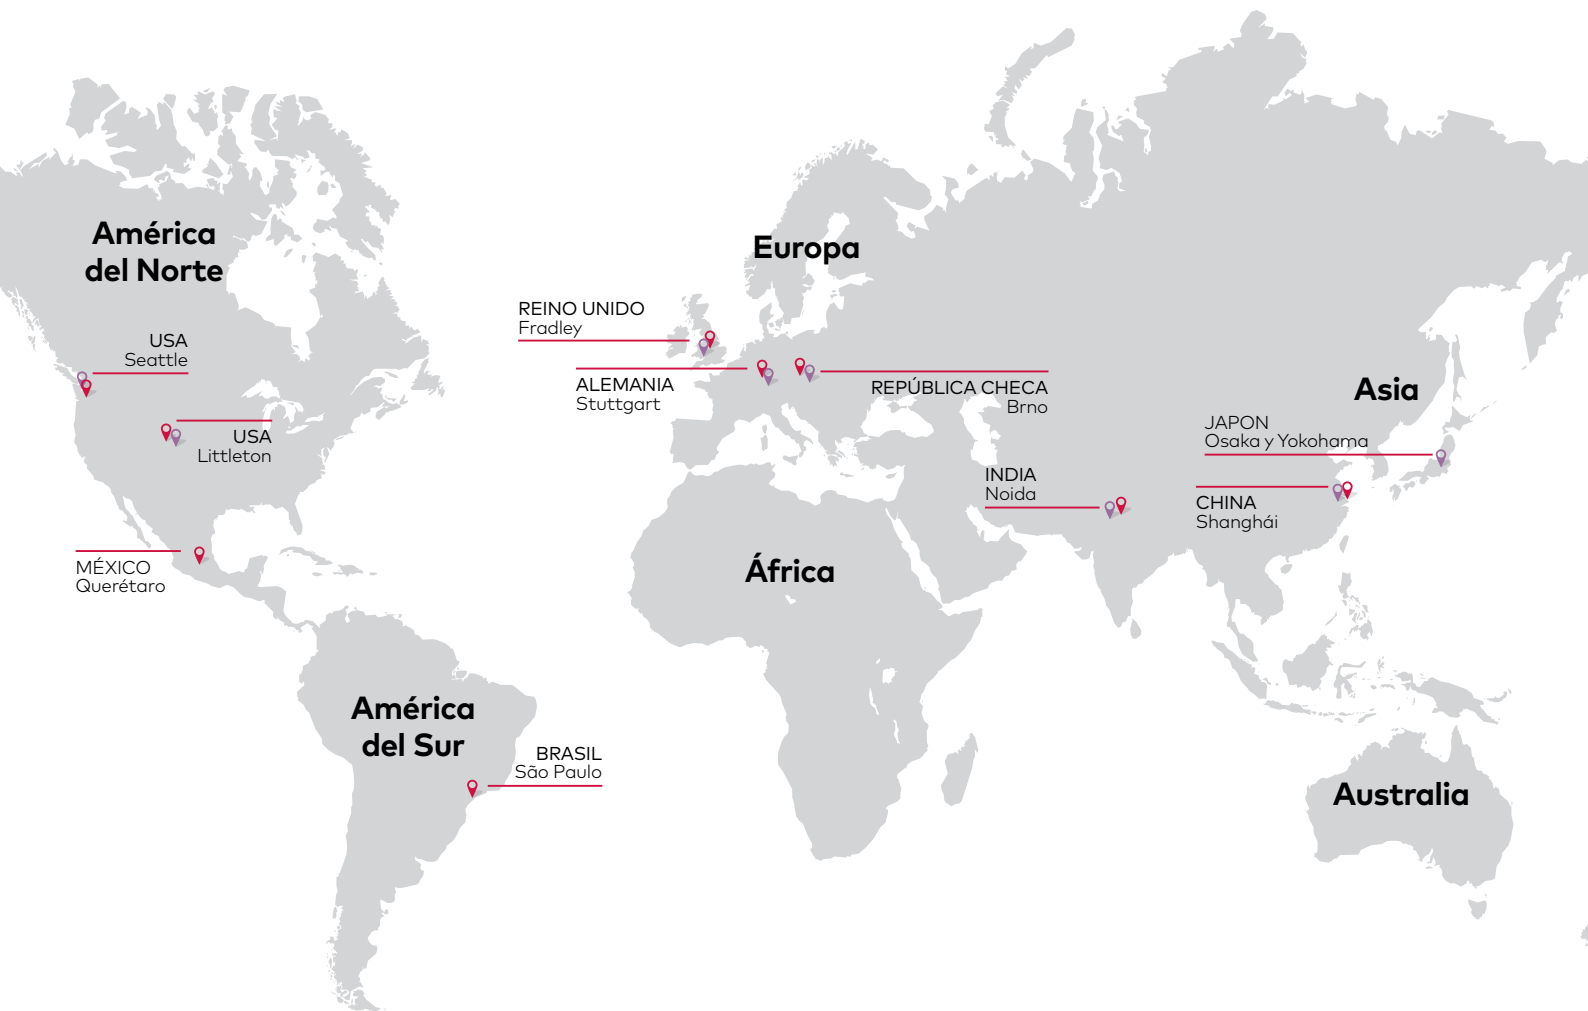 América
del Norte
USA
Seattle
USA
Littleton
MÉXICO
Querétaro
América
del Sur
BRASIL
São Paulo
Europa
REINO UNIDO
Fradley
ALEMANIA
Stuttgart
REPÚBLICA CHECA
Brno
África
Asia
JAPON
Osaka y Yokohama
INDIA
Noida
CHINA
Shanghái
Australia